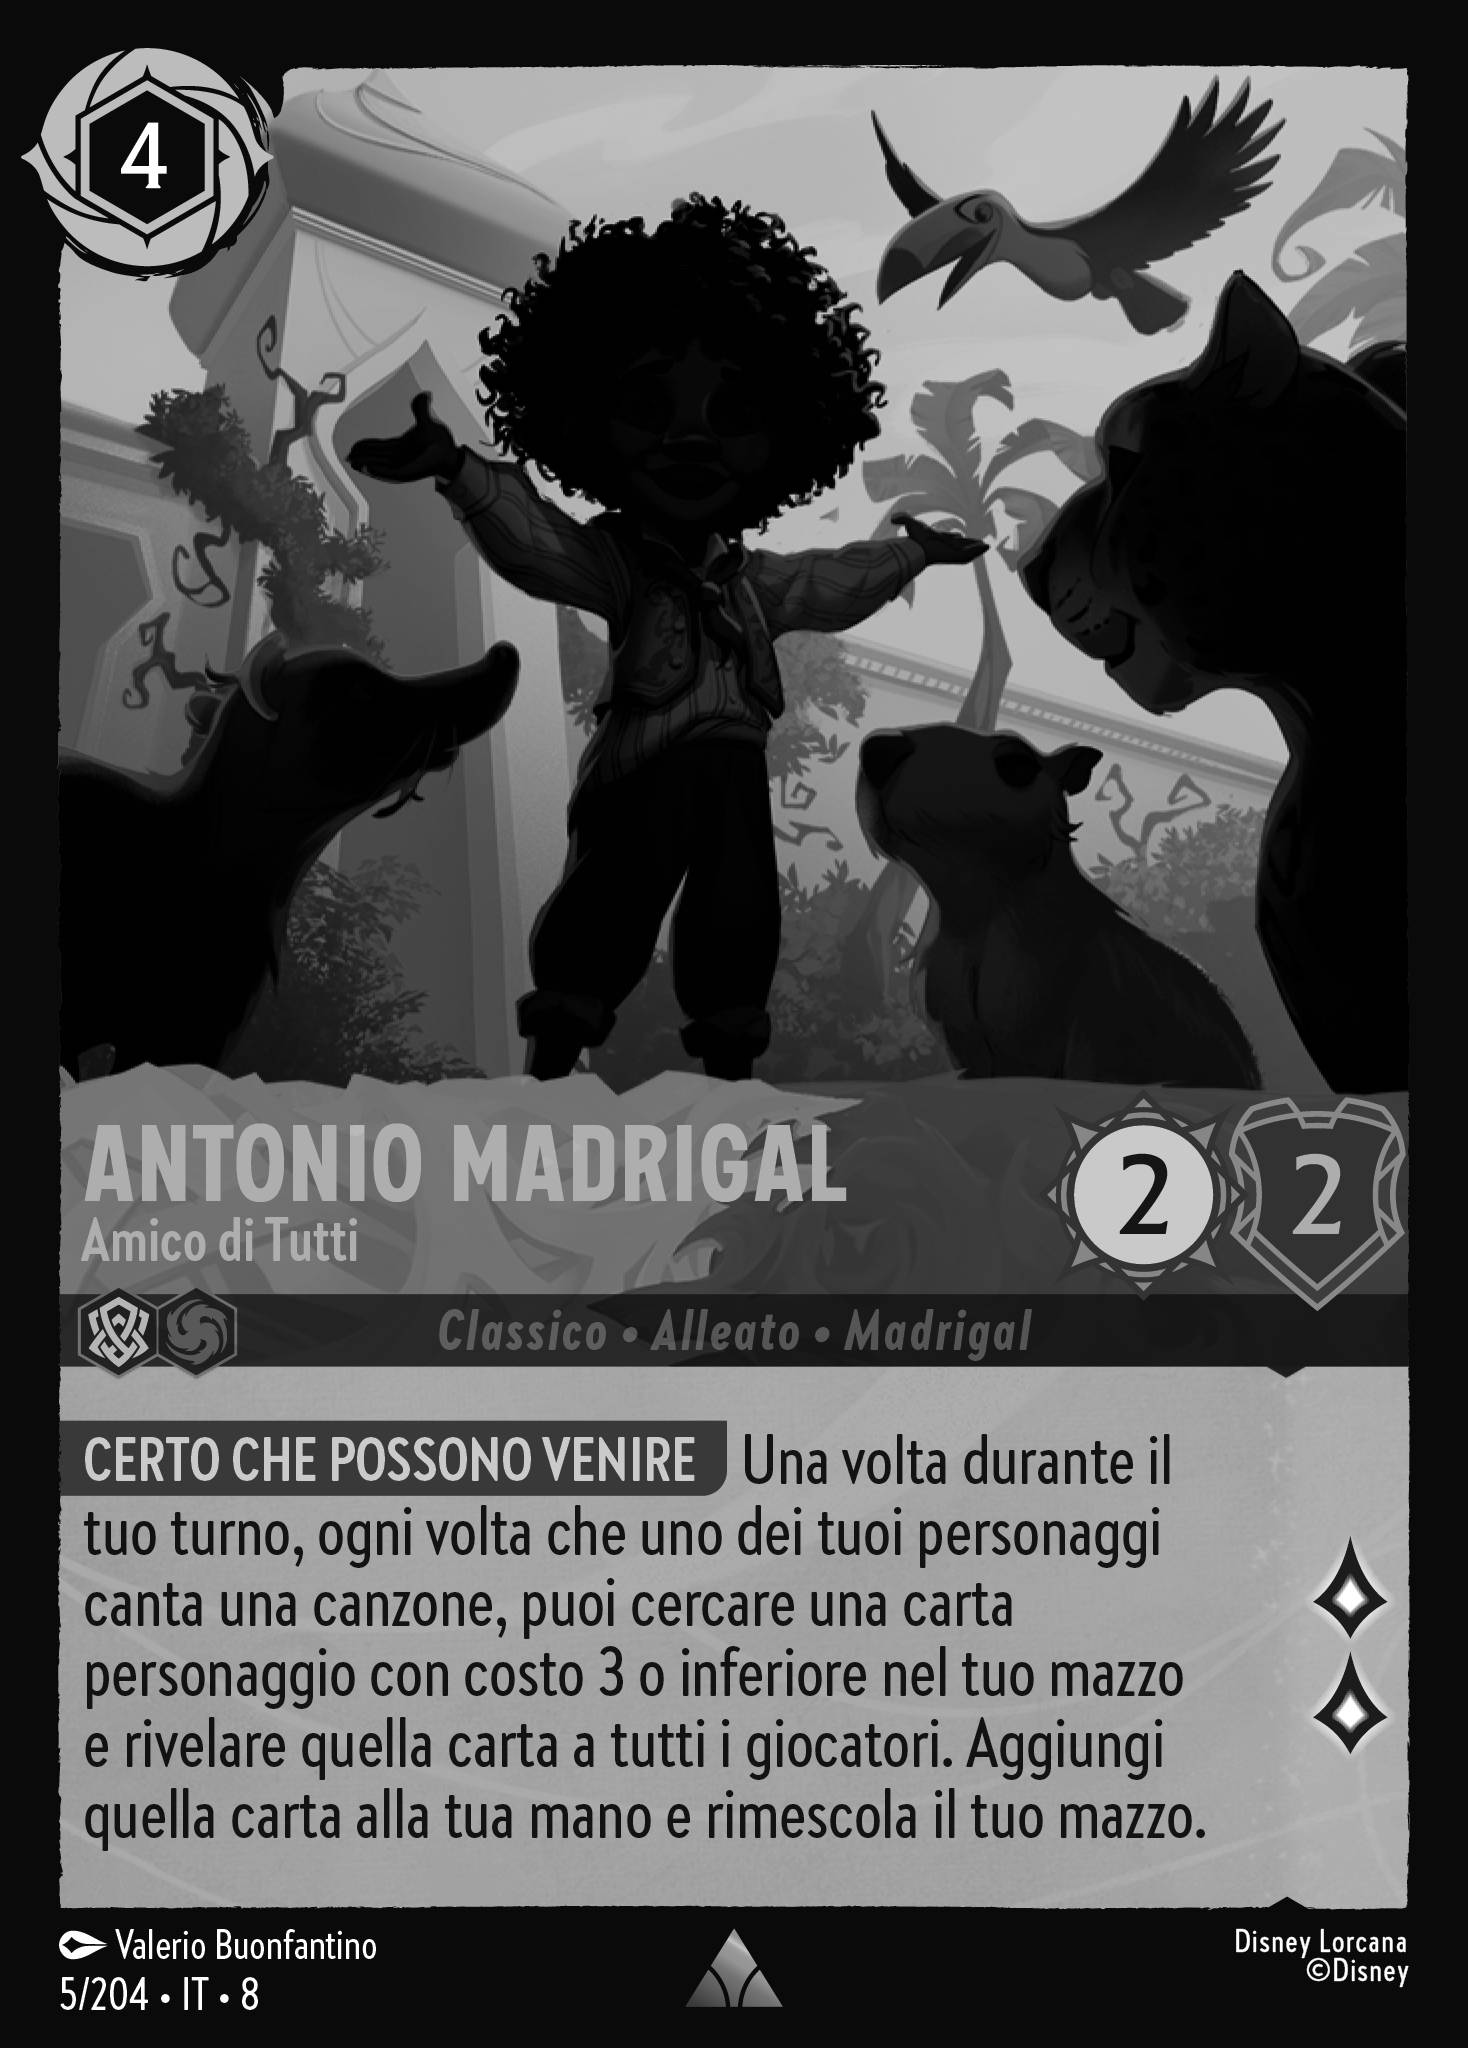 4
ANTONIO MADRIGAL
Amico di Tutti
2
2
Classico • Alleato • Madrigal
CERTO CHE POSSONO VENIRE Una volta durante il
tuo turno, ogni volta che uno dei tuoi personaggi
canta una canzone, puoi cercare una carta
personaggio con costo 3 o inferiore nel tuo mazzo
e rivelare quella carta a tutti i giocatori. Aggiungi
quella carta alla tua mano e rimescola il tuo mazzo.
Valerio Buonfantino
5/204 • IT • 8
Disney Lorcana
©Disney